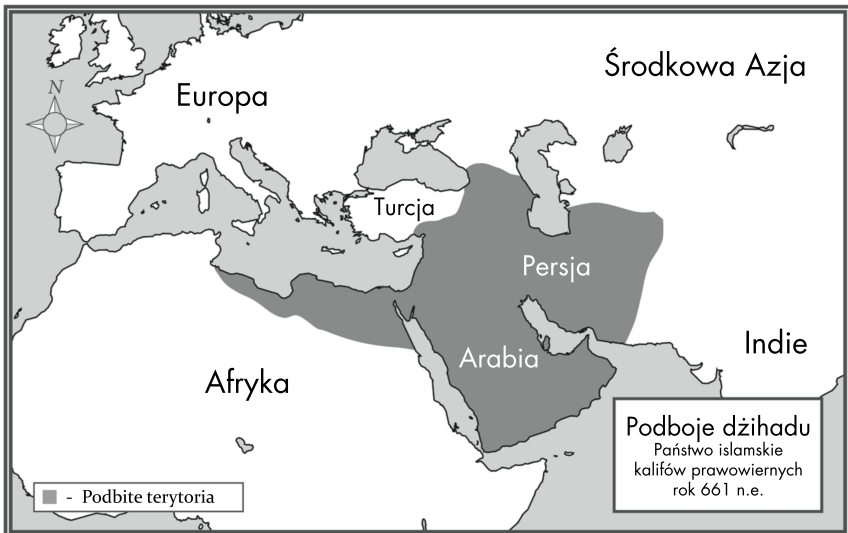 N
Środkowa Azja
Europa
Turcja
Persja
Indie
Arabia
Afryka
Podboje dżihadu
Państwo islamskie
kalifów prawowiernych
rok 661 n.e.
- Podbite terytoria